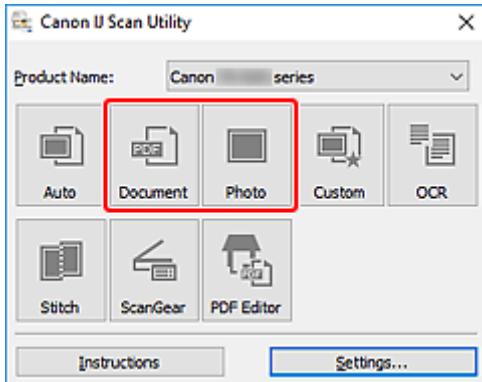 Canon IJ Scan Utility
Product Name: Canon series
PDF
Auto Document Photo Custom OCR
PDF
Stitch ScanGear PDF Editor
Instructions Settings...